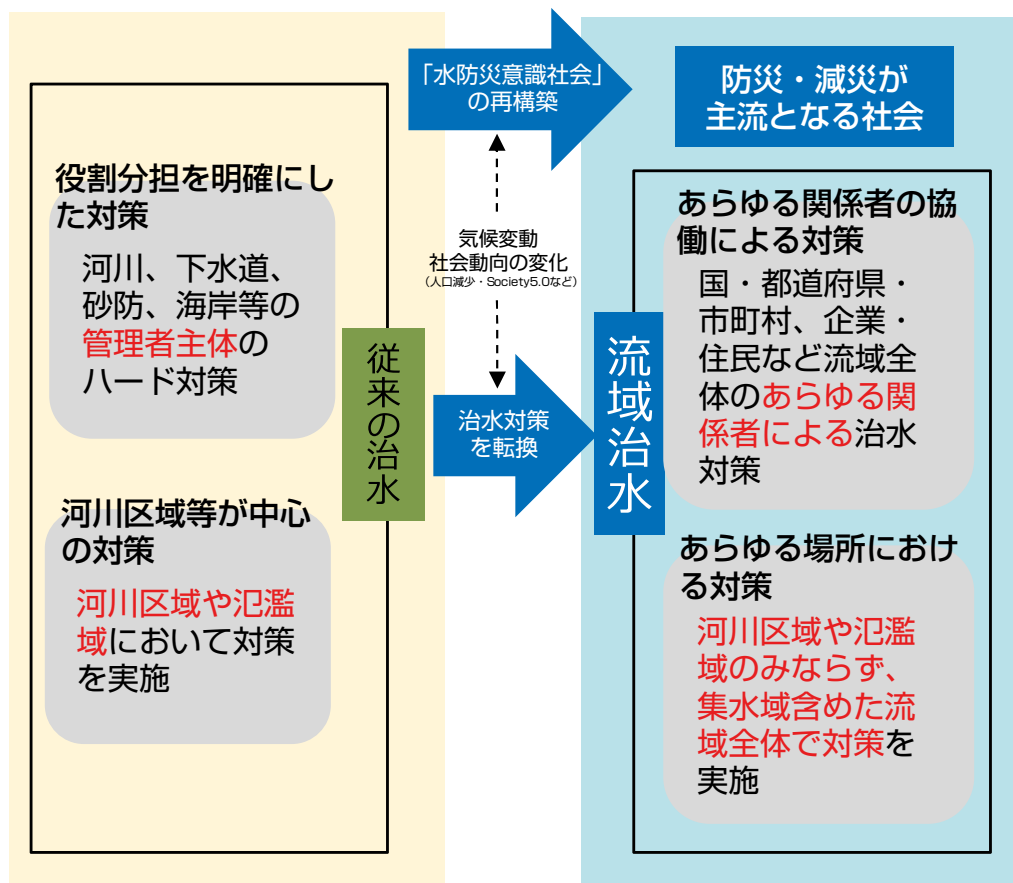 「水防災意識社会」
の再構築
防災・減災が
主流となる社会
役割分担を明確にし
た対策
河川、下水道、
砂防、海岸等の
管理者主体の
ハード対策
河川区域等が中心
の対策
河川区域や氾濫
域において対策
を実施
従来の治水
気候変動
社会動向の変化
（人口減少・Society5.0など）
治水対策
を転換
流域治水
あらゆる関係者の協
働による対策
国・都道府県・
市町村、企業・
住民など流域全
体のあらゆる関
係者による治水
対策
あらゆる場所におけ
る対策
河川区域や氾濫
域のみならず、
集水域含めた流
域全体で対策を
実施